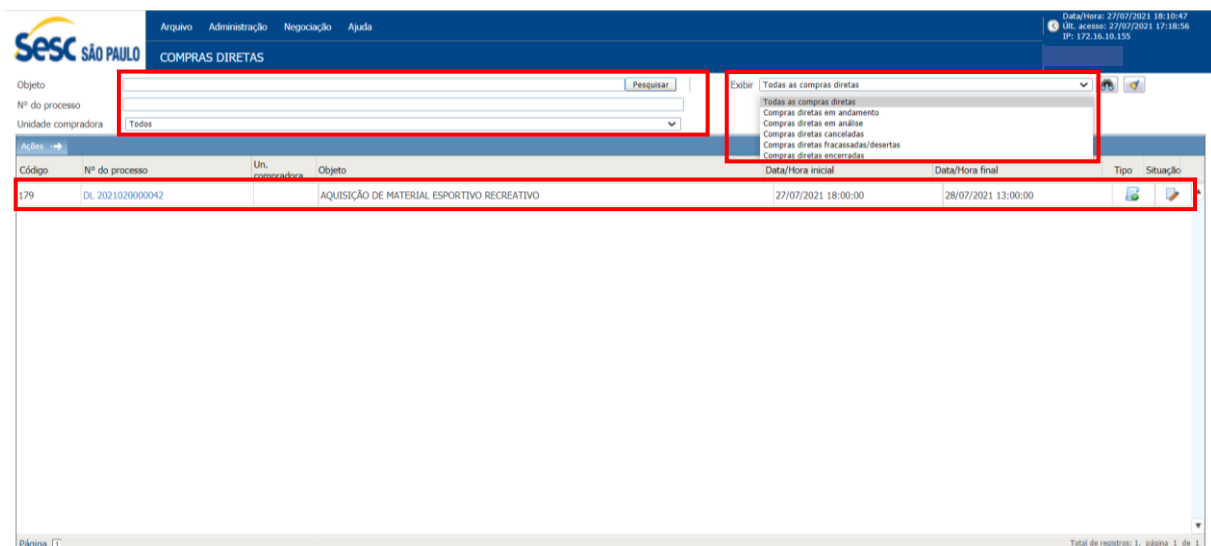 Sesc SÃO PAULO
Arquivo Administração Negociação Ajuda
Data/Hora: 27/07/2021 18:10:47
Últ. acesso: 27/07/2021 17:18:56
IP: 172.16.10.155
COMPRAS DIRETAS
Objeto Pesquisar Exibir Todas as compras diretas
Nº do processo
Unidade compradora Todos
Todas as compras diretas
Compras diretas em andamento
Compras diretas em análise
Compras diretas canceladas
Compras diretas fracassadas/desertas
Compras diretas encerradas
Ações
Código Nº do processo Un. compradora Objeto Data/Hora inicial Data/Hora final Tipo Situação
179 DL 2021020000042 AQUISIÇÃO DE MATERIAL ESPORTIVO RECREATIVO 27/07/2021 18:00:00 28/07/2021 13:00:00
Página 1 Total de registros: 1, página 1 de 1